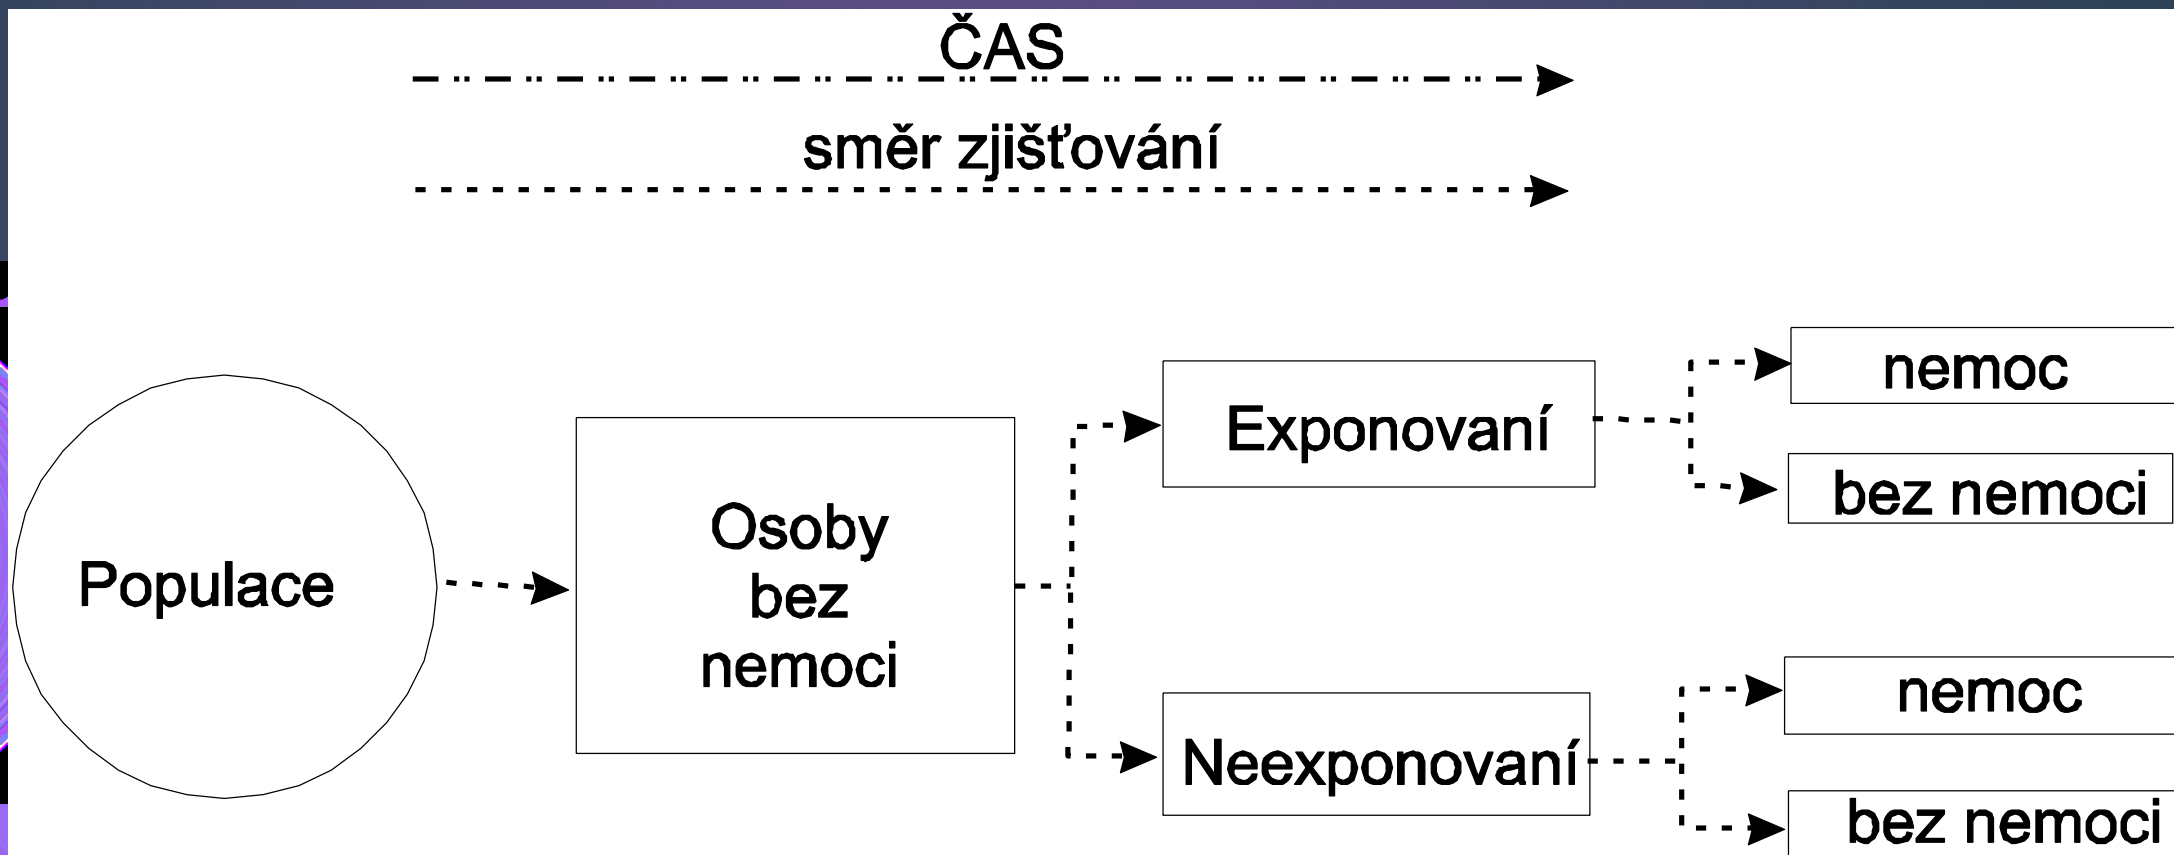 ČAS
směr zjišťování
Populace
Osoby
bez
nemoci
Exponovaní
nemoc
bez nemoci
Neexponovaní
nemoc
bez nemoci